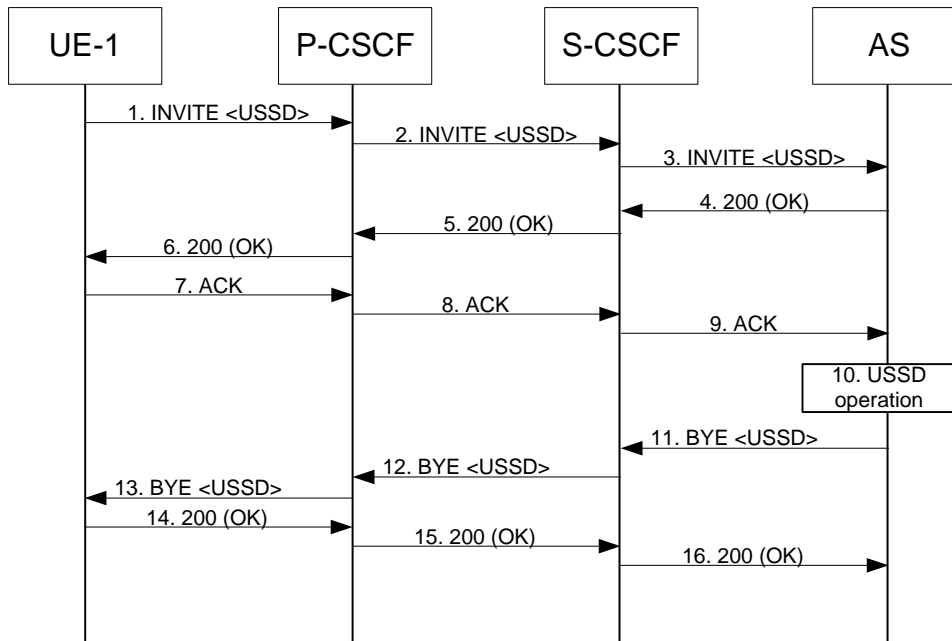 UE-1
P-CSCF
S-CSCF
AS
1. INVITE <USSD>
2. INVITE <USSD>
3. INVITE <USSD>
4. 200 (OK)
5. 200 (OK)
6. 200 (OK)
7. ACK
8. ACK
9. ACK
10. USSD
operation
11. BYE <USSD>
12. BYE <USSD>
13. BYE <USSD>
14. 200 (OK)
15. 200 (OK)
16. 200 (OK)